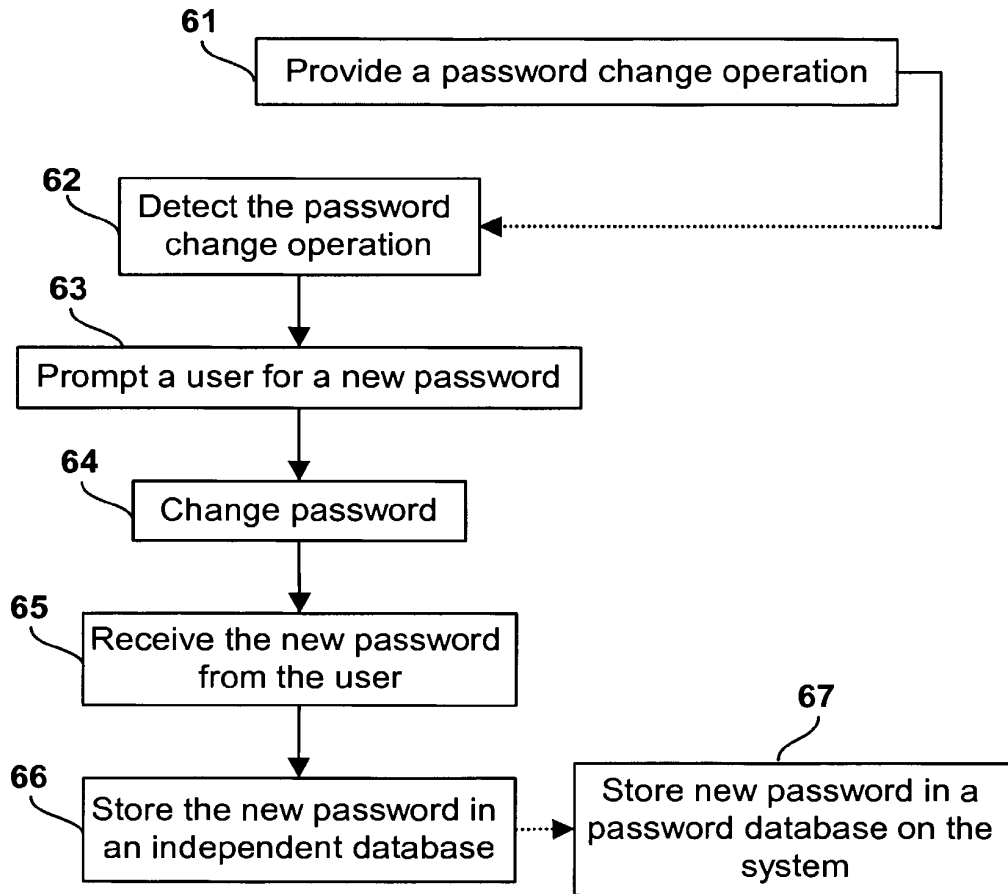 61
Provide a password change operation
62
Detect the password
change operation
63
Prompt a user for a new password
64
Change password
65
Receive the new password
from the user
66
Store the new password in
an independent database
67
Store new password in a
password database on the
system